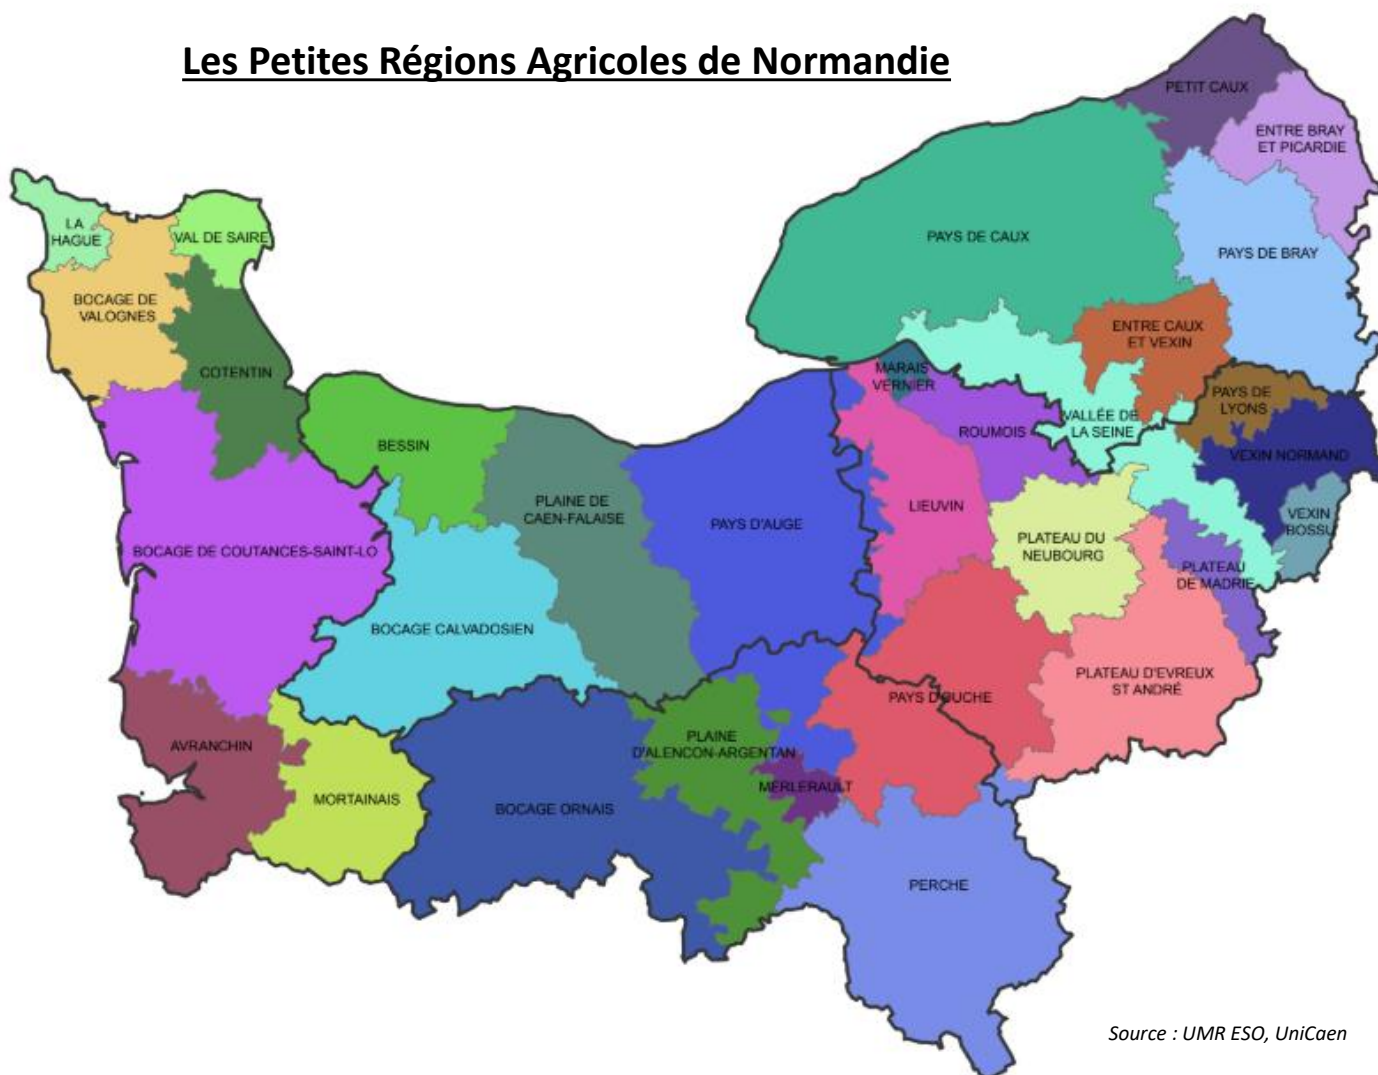 Les Petites Régions Agricoles de Normandie
PETIT CAUX
ENTRE BRAY
ET PICARDIE
LA
HAGUE
VAL DE SAIRE
PAYS DE CAUX
PAYS DE BRAY
BOCAGE DE
VALOGNES
ENTRE CAUX
ET VEXIN
COTENTIN
MARAIS
VERNIER
PAYS DE
LYONS
VALLÉE DE
LA SEINE
ROUMOIS
BESSIN
VEXIN NORMAND
PLAINE DE
CAEN-FALAISE
LIEUVIN
PAYS D'AUGE
VEXIN
BOSSU
PLATEAU DU
NEUBOURG
BOCAGE DE COUTANCES-SAINT-LO
PLATEAU
DE MADRIE
BOCAGE CALVADOSIEN
PLATEAU D'EVREUX
ST ANDRÉ
PAYS D'OUCHE
AVRANCHIN
PLAINE
D'ALENCON-ARGENTAN
MERLERAULT
MORTAINAIS
BOCAGE ORNAIS
PERCHE
Source : UMR ESO, UniCaen